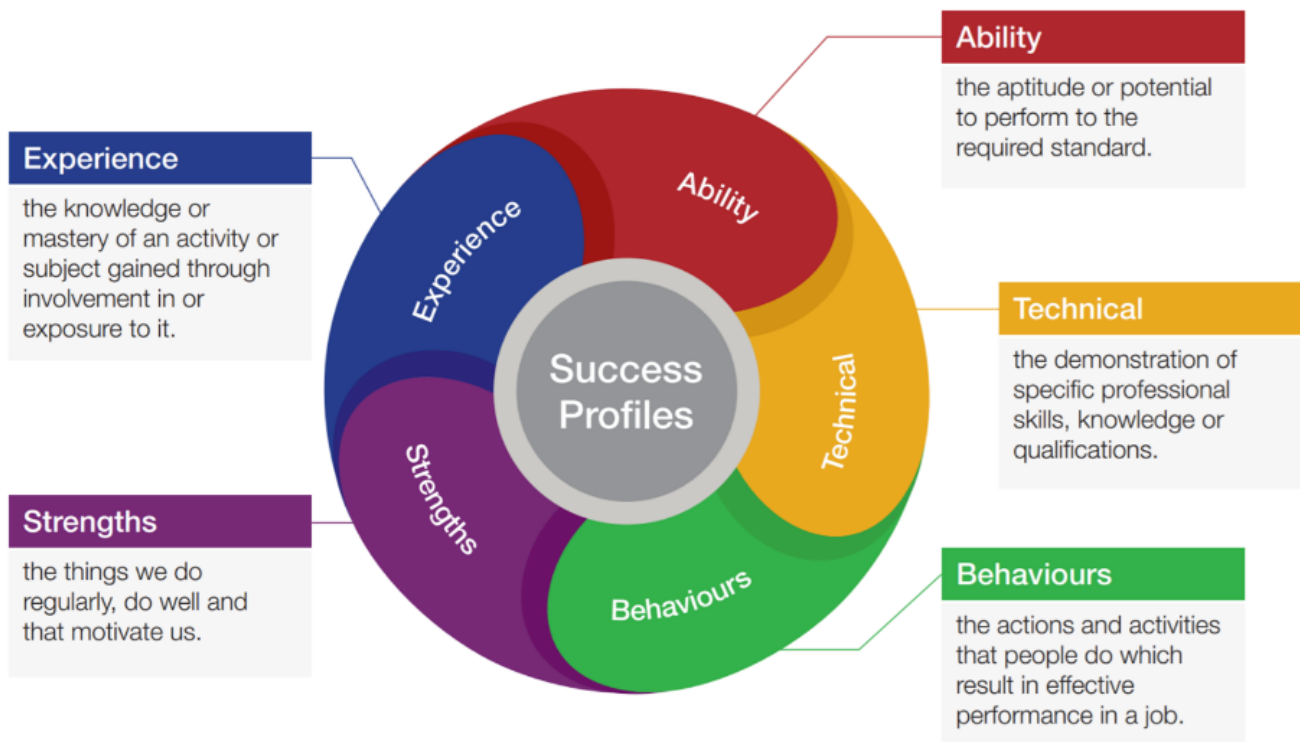 Ability
the aptitude or potential
to perform to the
required standard.
Experience
the knowledge or
mastery of an activity or
subject gained through
involvement in or
exposure to it.
Technical
the demonstration of
specific professional
skills, knowledge or
qualifications.
Strengths
the things we do
regularly, do well and
that motivate us.
Behaviours
the actions and activities
that people do which
result in effective
performance in a job.
Ability
Experience
Technical
Strengths
Behaviours
Success
Profiles